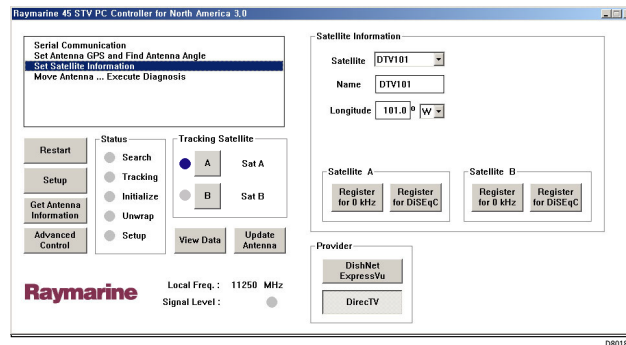 Raymarine 45 STV PC Controller for North America 3.0
Serial Communication
Set Antenna GPS and Find Antenna Angle
Set Satellite Information
Move Antenna ... Execute Diagnosis
Satellite Information
Satellite DTV101
Name DTV101
Longitude 101.0 º W
Restart
Setup
Get Antenna
Information
Advanced
Control
Status
Search
Tracking
Initialize
Unwrap
Setup
Tracking Satellite
A Sat A
B Sat B
View Data
Update
Antenna
Satellite A
Register
for 0 kHz
Register
for DiSEqC
Satellite B
Register
for 0 kHz
Register
for DiSEqC
Provider
DishNet
ExpressVu
DirecTV
Raymarine
Local Freq. : 11250 MHz
Signal Level :